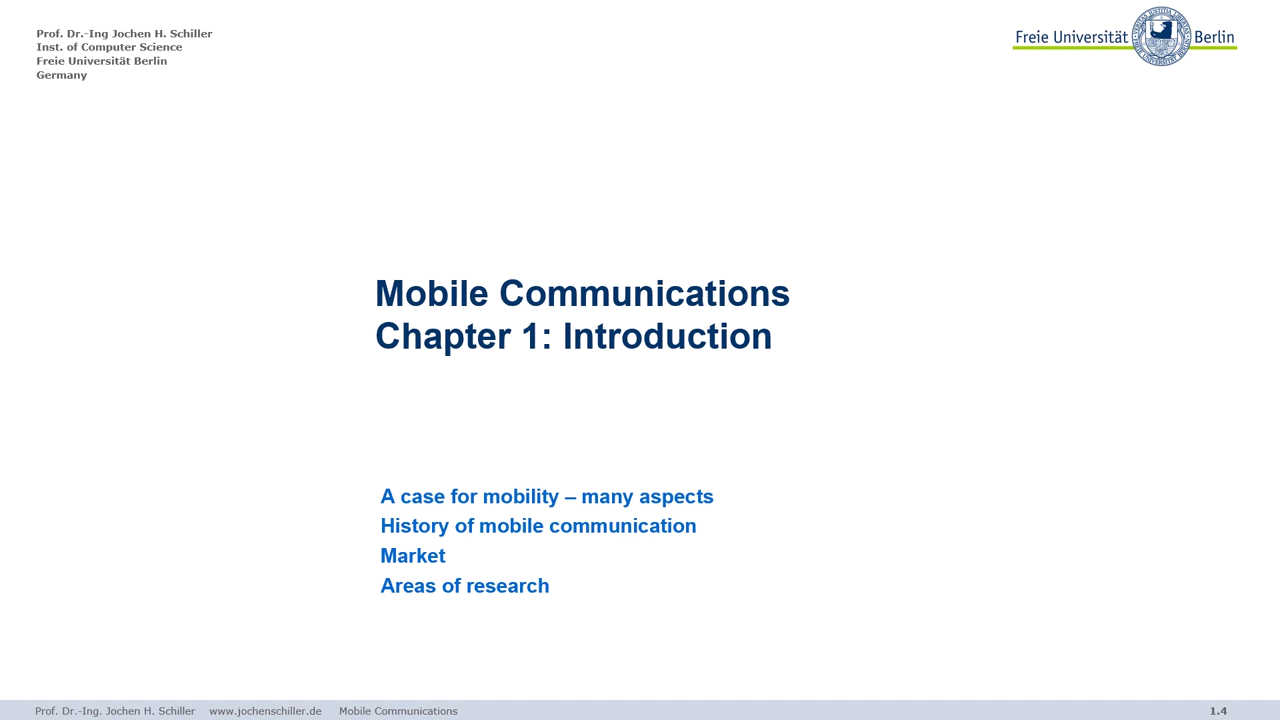 Prof. Dr.-Ing Jochen H. Schiller
Inst. of Computer Science
Freie Universität Berlin
Germany
Freie Universität Berlin
Mobile Communications
Chapter 1: Introduction
A case for mobility – many aspects
History of mobile communication
Market
Areas of research
Prof. Dr.-Ing. Jochen H. Schiller www.jochenschiller.de Mobile Communications 1.4